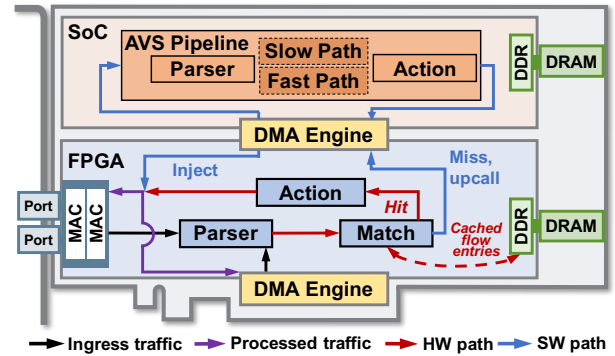 SoC
AVS Pipeline
Parser
Slow Path
Fast Path
Action
DDR
DRAM
DMA Engine
FPGA
Inject
Miss,
upcall
Action
Hit
Port
Port
MAC
MAC
Parser
Match
Cached
flow
entries
DDR
DRAM
DMA Engine
Ingress traffic
Processed traffic
HW path
SW path